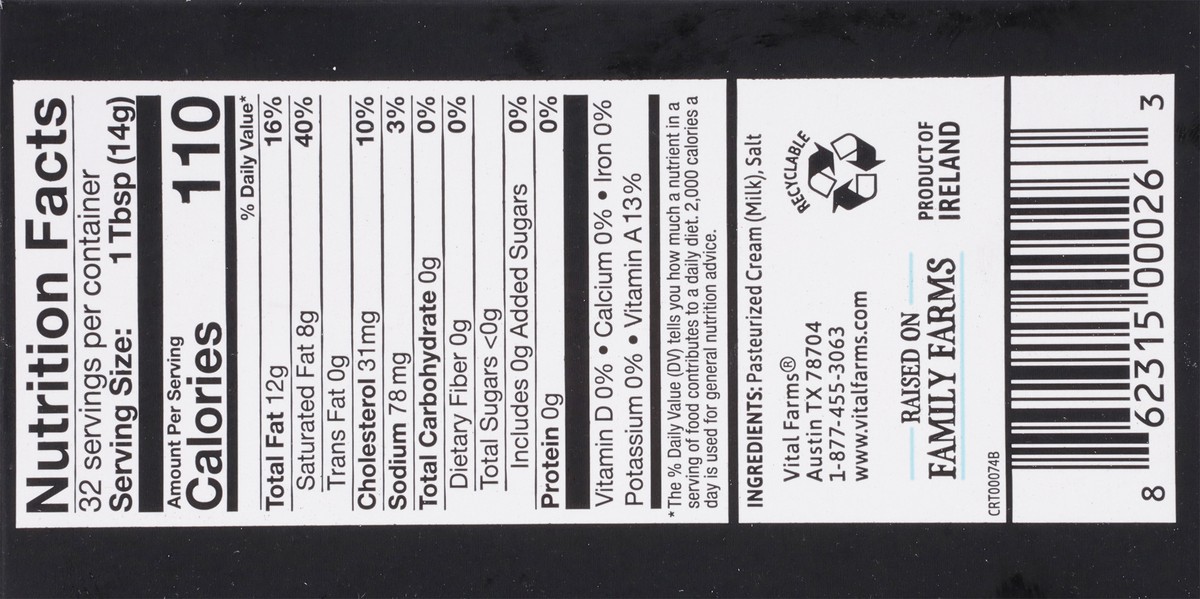 Nutrition Facts
32 servings per container
Serving Size: 1 Tbsp (14g)
Amount Per Serving
Calories 110
% Daily Value*
Total Fat 12g 16%
Saturated Fat 8g 40%
Trans Fat 0g
Cholesterol 31mg 10%
Sodium 78mg 3%
Total Carbohydrate 0g 0%
Dietary Fiber 0g 0%
Total Sugars <0g
Includes 0g Added Sugars 0%
Protein 0g 0%
Vitamin D 0% • Calcium 0% • Iron 0%
Potassium 0% • Vitamin A 13%
*The % Daily Value (DV) tells you how much a nutrient in a
serving of food contributes to a daily diet. 2,000 calories a
day is used for general nutrition advice.
INGREDIENTS: Pasteurized Cream (Milk), Salt
Vital Farms®
Austin TX 78704
1-877-455-3063
www.vitalfarms.com
RECYCLABLE
RAISED ON
FAMILY FARMS
PRODUCT OF
IRELAND
CRT00074B
8 62315 00026 3